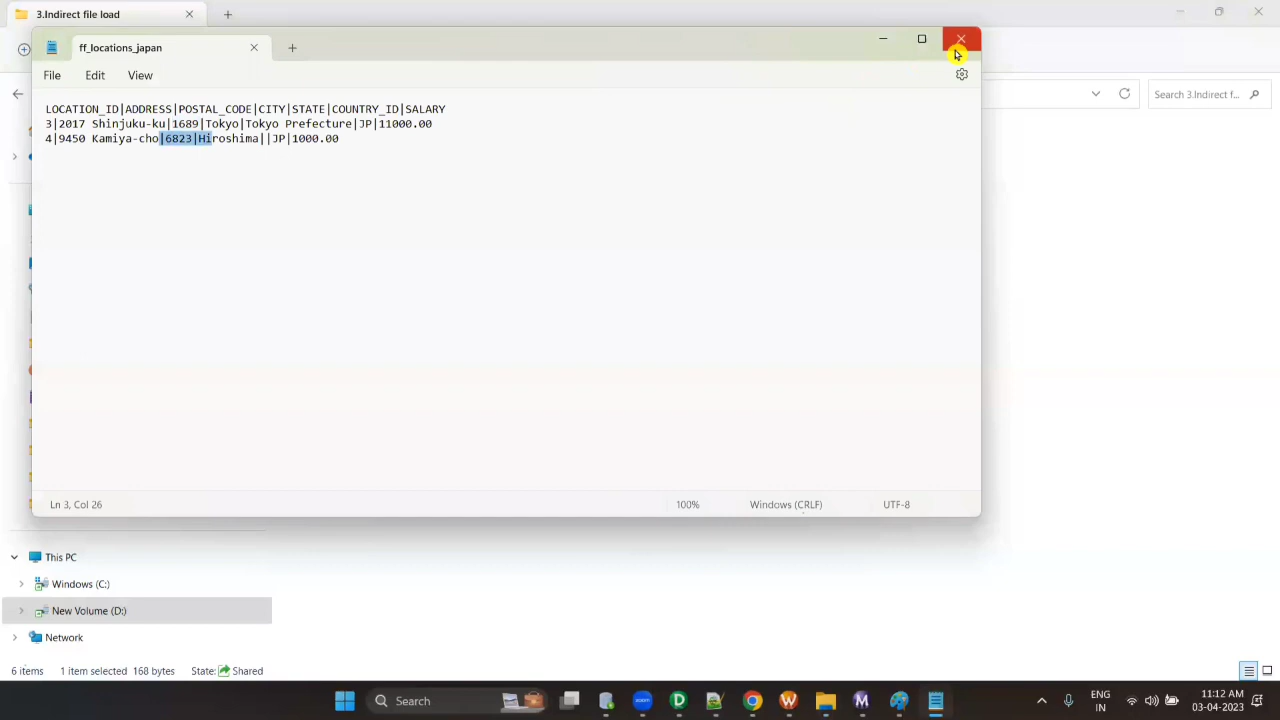 3.Indirect file load
ff_locations_japan
File Edit View
Search 3.Indirect f...
LOCATION_ID|ADDRESS|POSTAL_CODE|CITY|STATE|COUNTRY_ID|SALARY
3|2017 Shinjuku-ku|1689|Tokyo|Tokyo Prefecture|JP|11000.00
4|9450 Kamiya-cho|6823|Hiroshima||JP|1000.00
Ln 3, Col 26 100% Windows (CRLF) UTF-8
This PC
Windows (C:)
New Volume (D:)
Network
6 items 1 item selected 168 bytes State: Shared
Search
ENG
IN
11:12 AM
03-04-2023